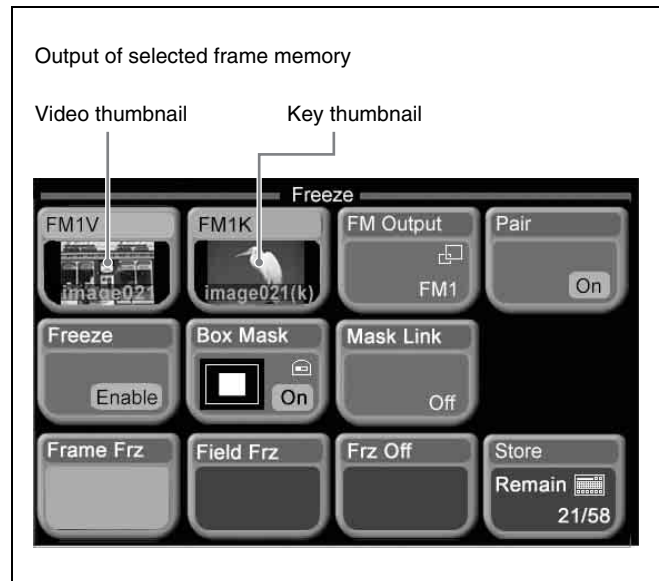 Output of selected frame memory
Video thumbnail Key thumbnail
Freeze
FM1V FM1K FM Output Pair
image021 image021(k) FM1 On
Freeze Box Mask Mask Link
Enable On Off
Frame Frz Field Frz Frz Off Store
Remain
21/58